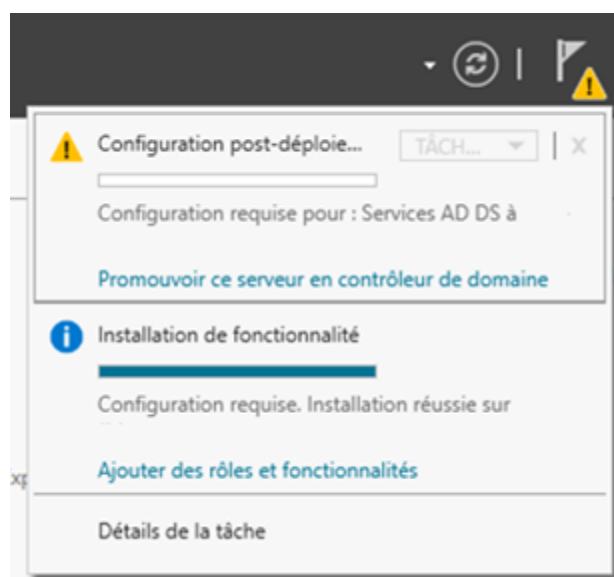 Configuration post-déploie... TÂCH... X
Configuration requise pour : Services AD DS à
Promouvoir ce serveur en contrôleur de domaine
Installation de fonctionnalité
Configuration requise. Installation réussie sur
Ajouter des rôles et fonctionnalités
Détails de la tâche